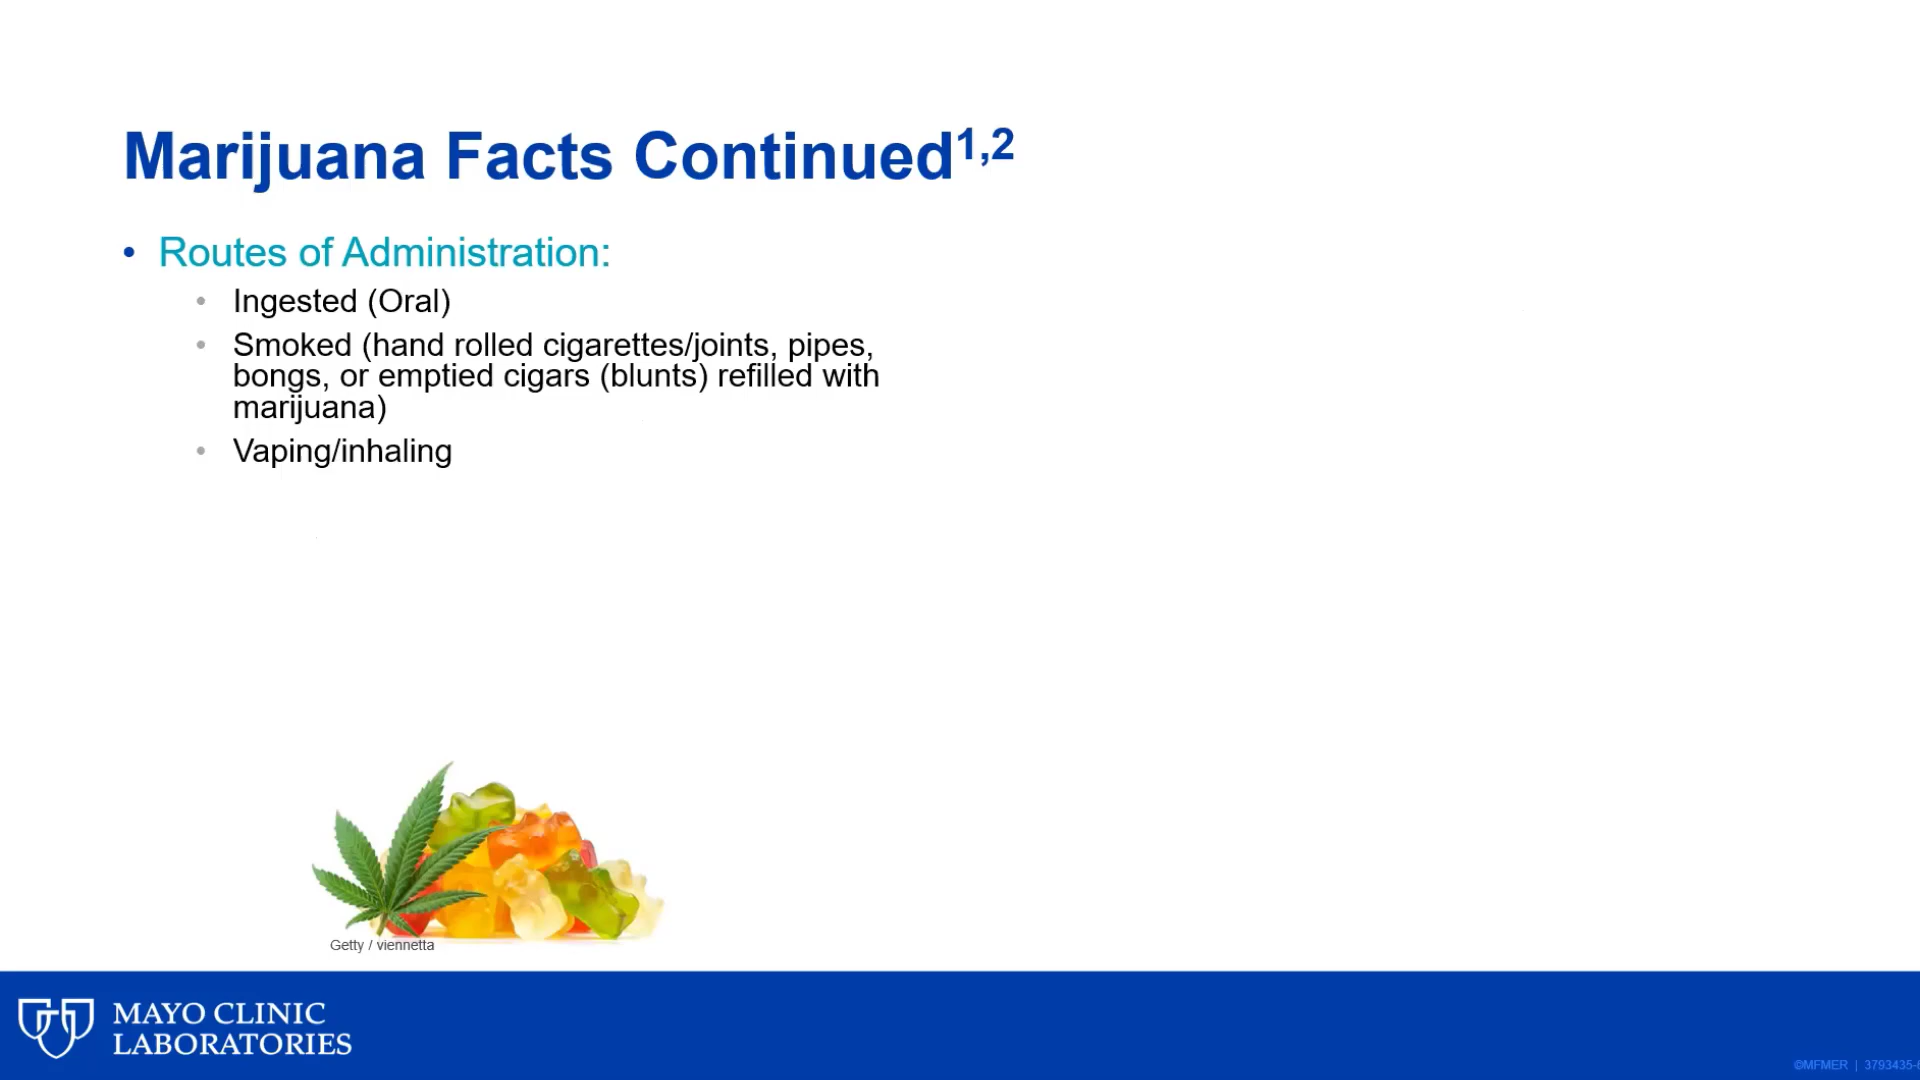 Marijuana Facts Continued1,2
• Routes of Administration:
• Ingested (Oral)
• Smoked (hand rolled cigarettes/joints, pipes,
bongs, or emptied cigars (blunts) refilled with
marijuana)
• Vaping/inhaling
Getty / viennetta
MAYO CLINIC
LABORATORIES
©MFMER | 3793435-